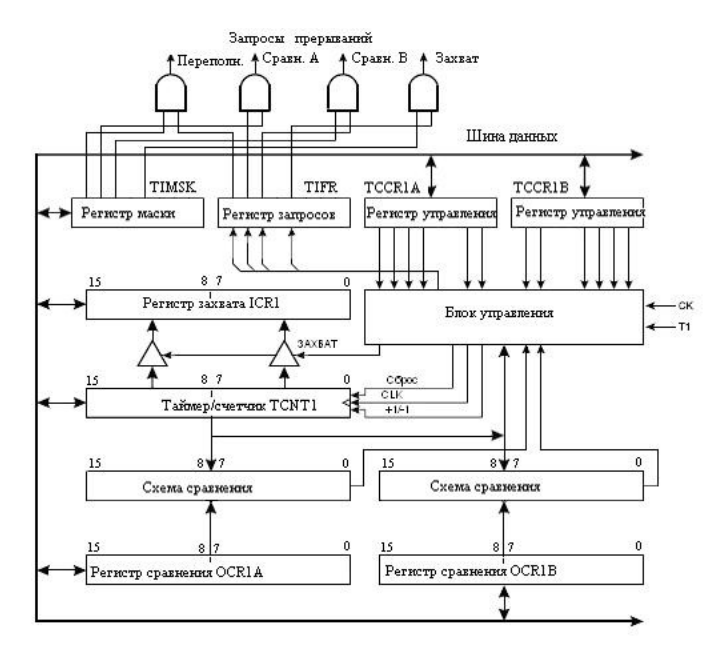 Запросы прерываний
Переполн. Сравн. А Сравн. В Захват
Шина данных
TIMSK TIFR TCCR1A TCCR1B
Регистр маски Регистр запросов Регистр управления Регистр управления
15 8 7 0
Регистр захвата ICR1
Блок управления
СК
Т1
ЗАХВАТ
15 8 7 0
Сброс
CLK
+1/-1
Таймер/счетчик TCNT1
15 8 7 0 15 8 7 0
Схема сравнения Схема сравнения
15 8 7 0 15 8 7 0
Регистр сравнения OCR1A Регистр сравнения OCR1B